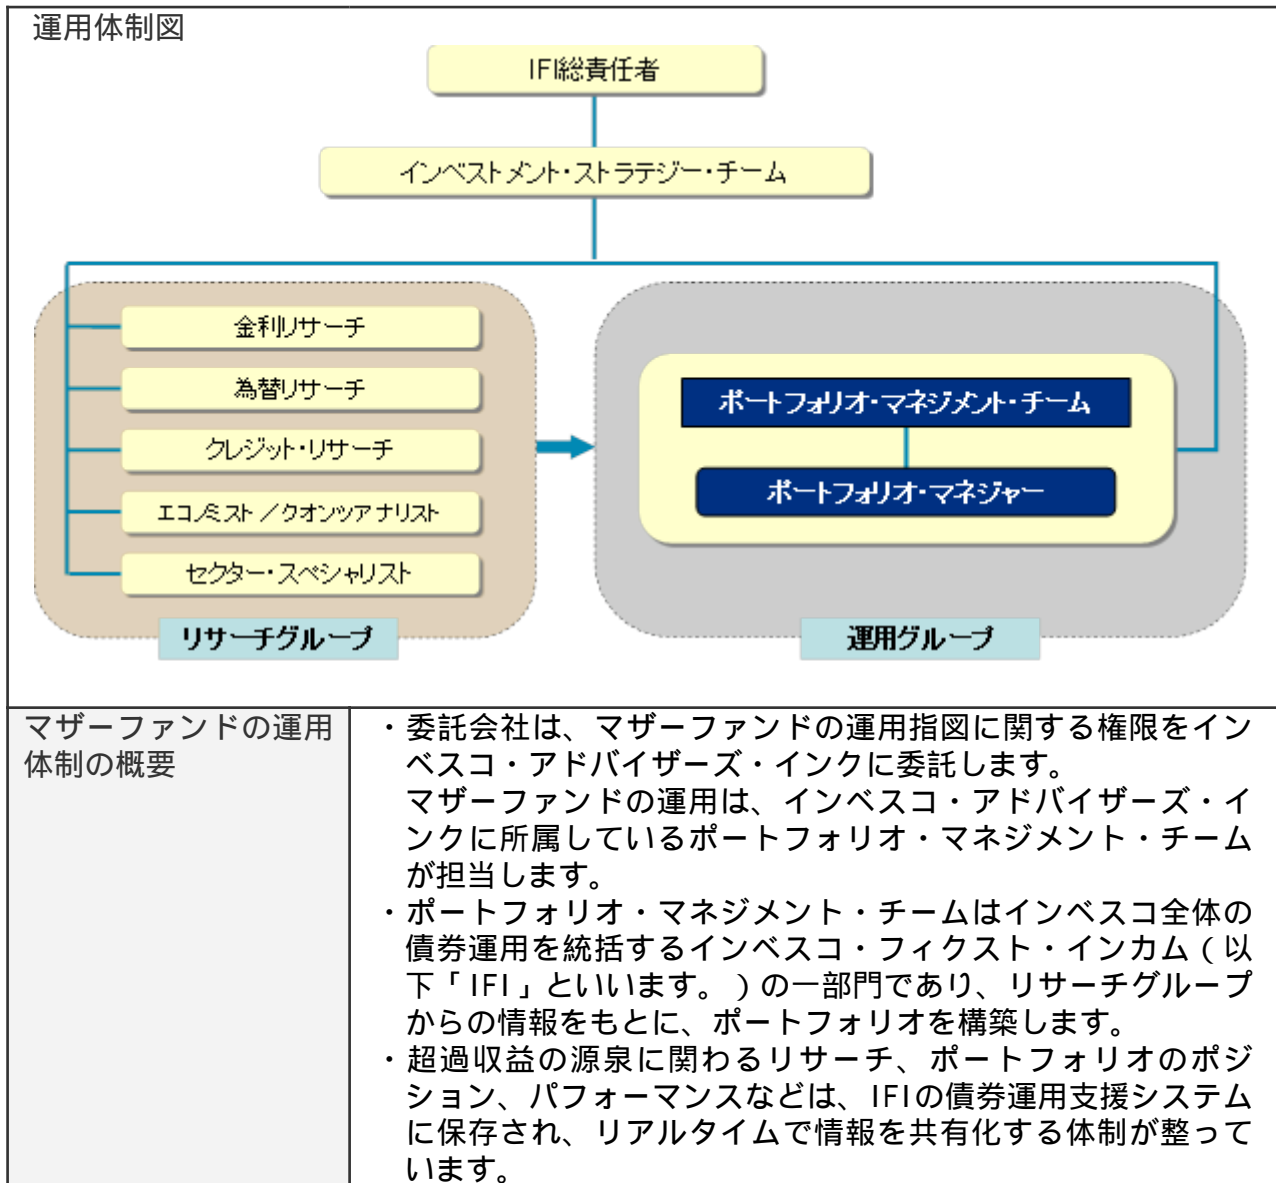 運用体制図
IFI総責任者
インベストメント・ストラテジー・チーム
金利リサーチ
為替リサーチ
クレジット・リサーチ
エコノミスト／クオンツアナリスト
セクター・スペシャリスト
リサーチグループ
ポートフォリオ・マネジメント・チーム
ポートフォリオ・マネジャー
運用グループ
マザーファンドの運用
体制の概要
・委託会社は、マザーファンドの運用指図に関する権限をイン
ベスコ・アドバイザーズ・インクに委託します。
マザーファンドの運用は、インベスコ・アドバイザーズ・イ
ンクに所属しているポートフォリオ・マネジメント・チーム
が担当します。
・ポートフォリオ・マネジメント・チームはインベスコ全体の
債券運用を統括するインベスコ・フィクスト・インカム（以
下「IFI」といいます。）の一部門であり、リサーチグループ
からの情報をもとに、ポートフォリオを構築します。
・超過収益の源泉に関わるリサーチ、ポートフォリオのポジ
ション、パフォーマンスなどは、IFIの債券運用支援システム
に保存され、リアルタイムで情報を共有化する体制が整って
います。